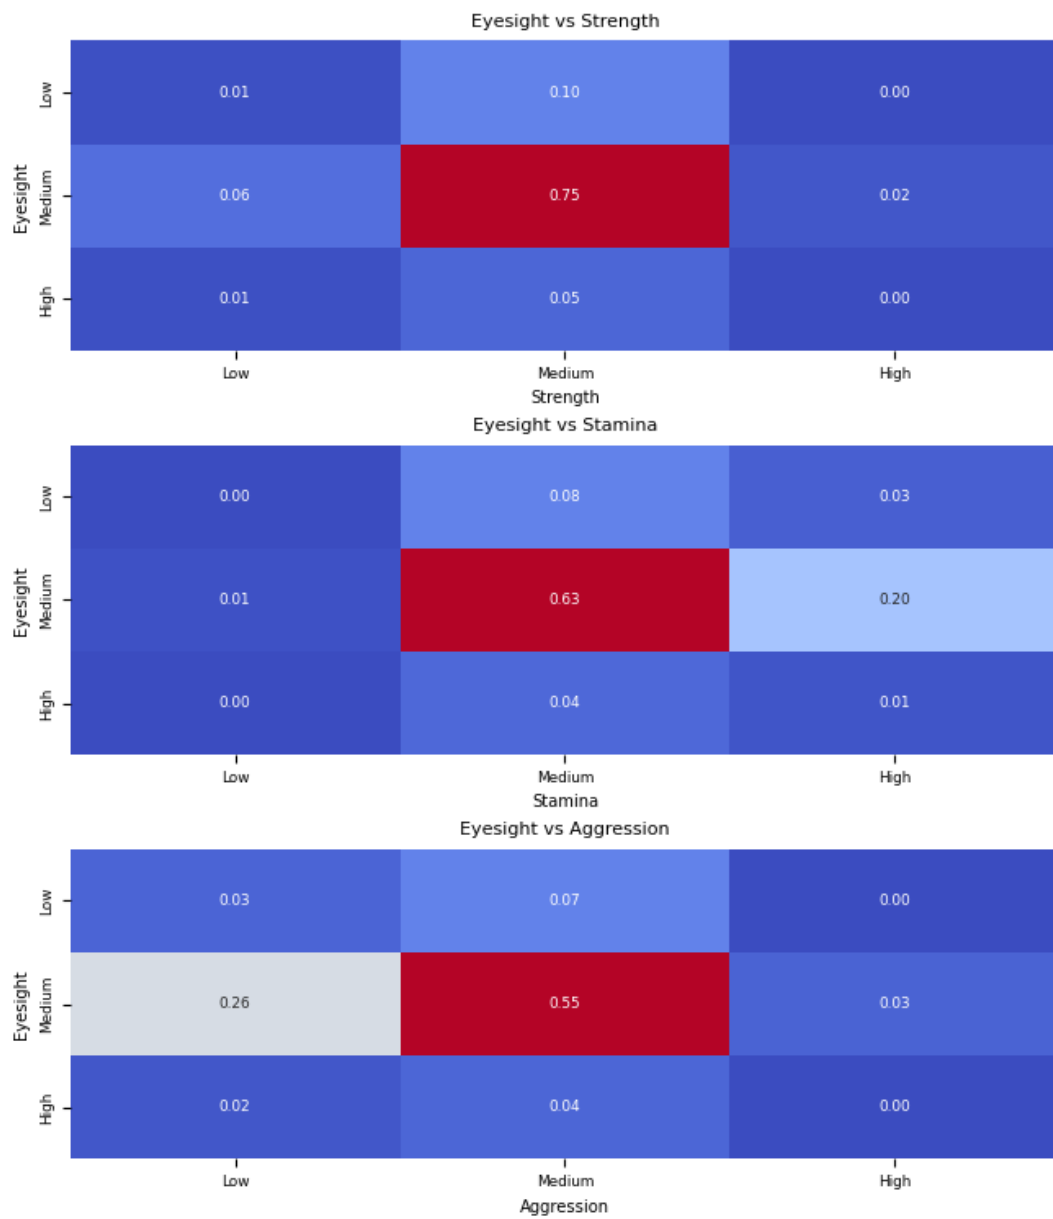 Eyesight vs Strength
Low 0.01 0.10 0.00
Eyesight
Medium 0.06 0.75 0.02
High 0.01 0.05 0.00
Low Medium High
Strength
Eyesight vs Stamina
Low 0.00 0.08 0.03
Eyesight
Medium 0.01 0.63 0.20
High 0.00 0.04 0.01
Low Medium High
Stamina
Eyesight vs Aggression
Low 0.03 0.07 0.00
Eyesight
Medium 0.26 0.55 0.03
High 0.02 0.04 0.00
Low Medium High
Aggression